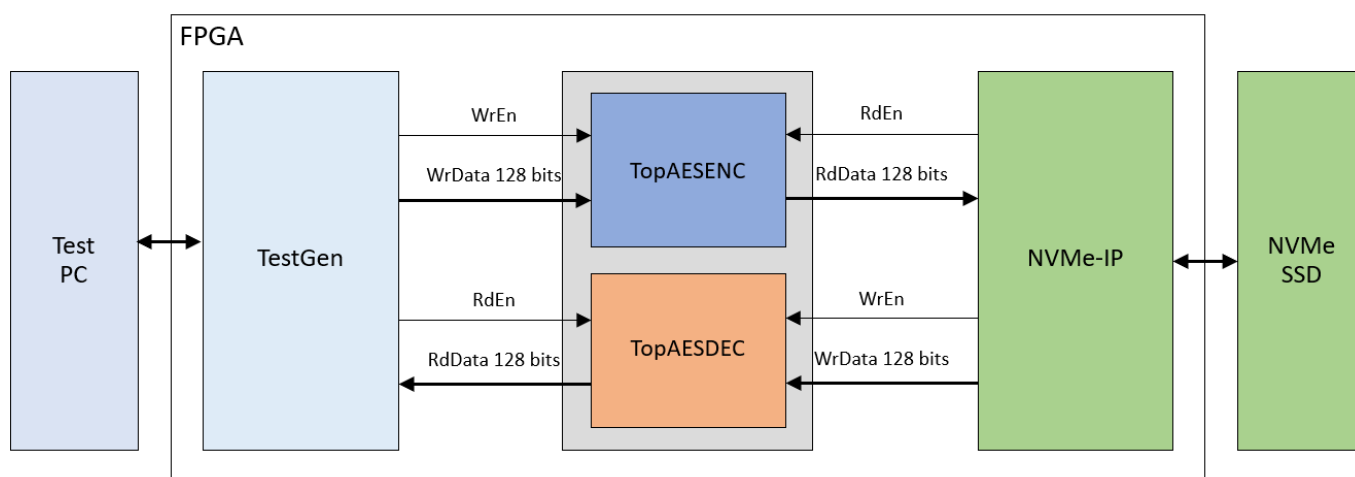 FPGA
Test
PC
TestGen
WrEn
WrData 128 bits
RdEn
RdData 128 bits
TopAESENC
TopAESDEC
RdEn
RdData 128 bits
WrEn
WrData 128 bits
NVMe-IP
NVMe
SSD